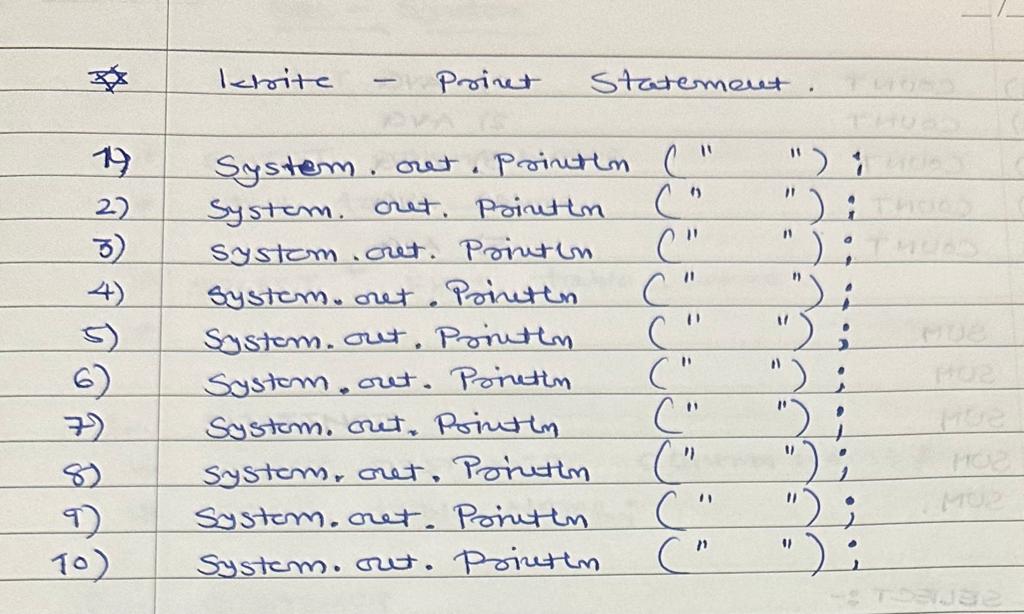 Write - Print Statement.
1) System. out. Println (" ");
2) System. out. Println (" ");
3) System. out. Println (" ");
4) System. out. Println (" ");
5) System. out. Println (" ");
6) System. out. Println (" ");
7) System. out. Println (" ");
8) System. out. Println (" ");
9) System. out. Println (" ");
10) System. out. Println (" ");